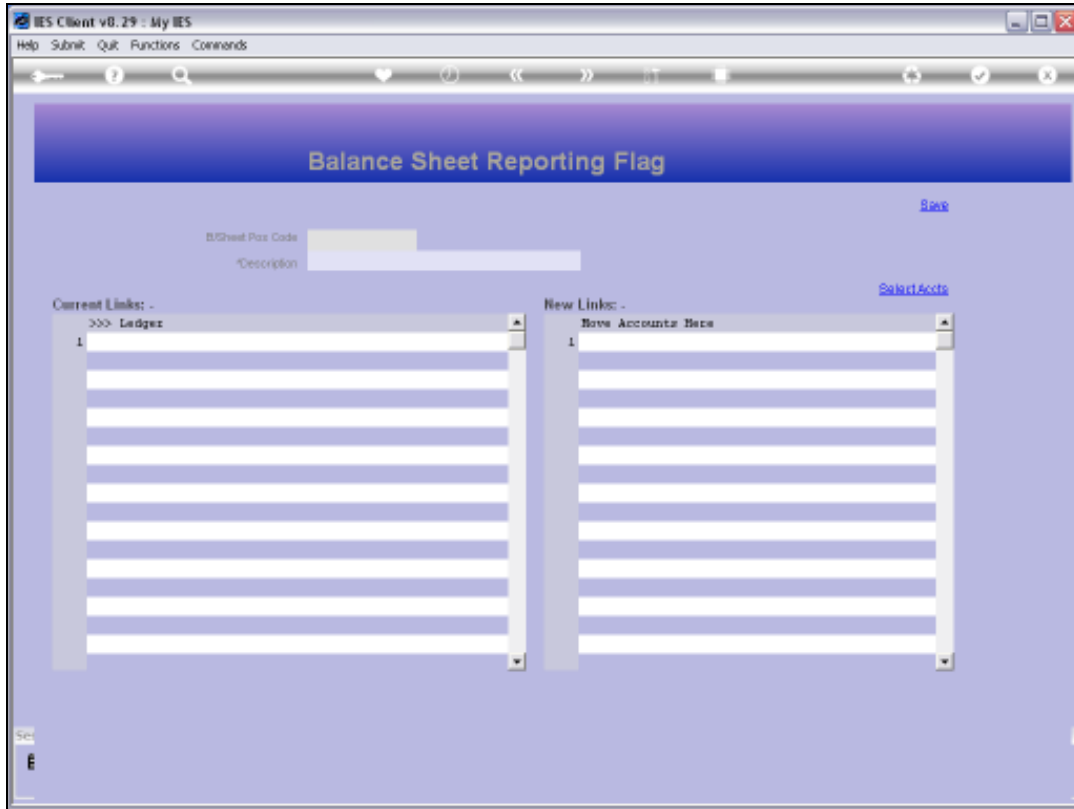 IES Client v8.29 : My IES
Help Submit Quit Functions Commands
Balance Sheet Reporting Flag
Save
B/Sheet Pos Code
*Description
Select Accts
Current Links: - New Links: -
>>> Ledger Move Accounts Here
1 1